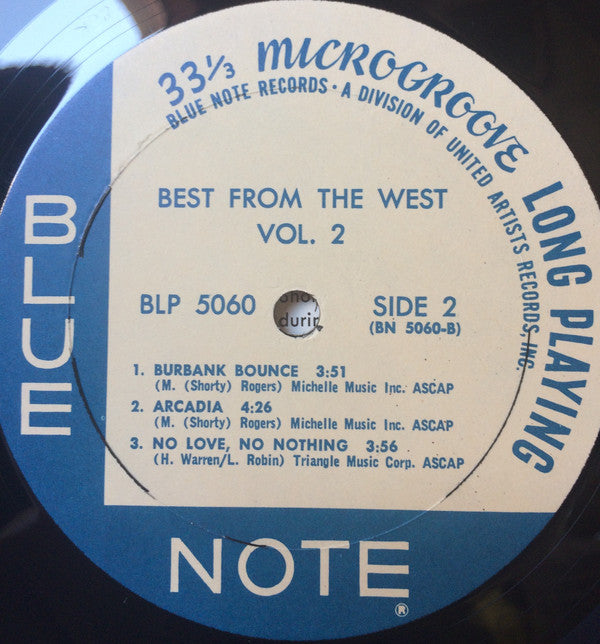 33⅓ MICROGROOVE LONG PLAYING
BLUE NOTE RECORDS • A DIVISION OF UNITED ARTISTS RECORDS, INC.
BEST FROM THE WEST
VOL. 2
BLP 5060
SIDE 2
(BN 5060-B)
durin
1. BURBANK BOUNCE 3:51
(M. (Shorty) Rogers) Michelle Music Inc. ASCAP
2. ARCADIA 4:26
(M. (Shorty) Rogers) Michelle Music Inc. ASCAP
3. NO LOVE, NO NOTHING 3:56
(H. Warren/L. Robin) Triangle Music Corp. ASCAP
BLUE
NOTE®